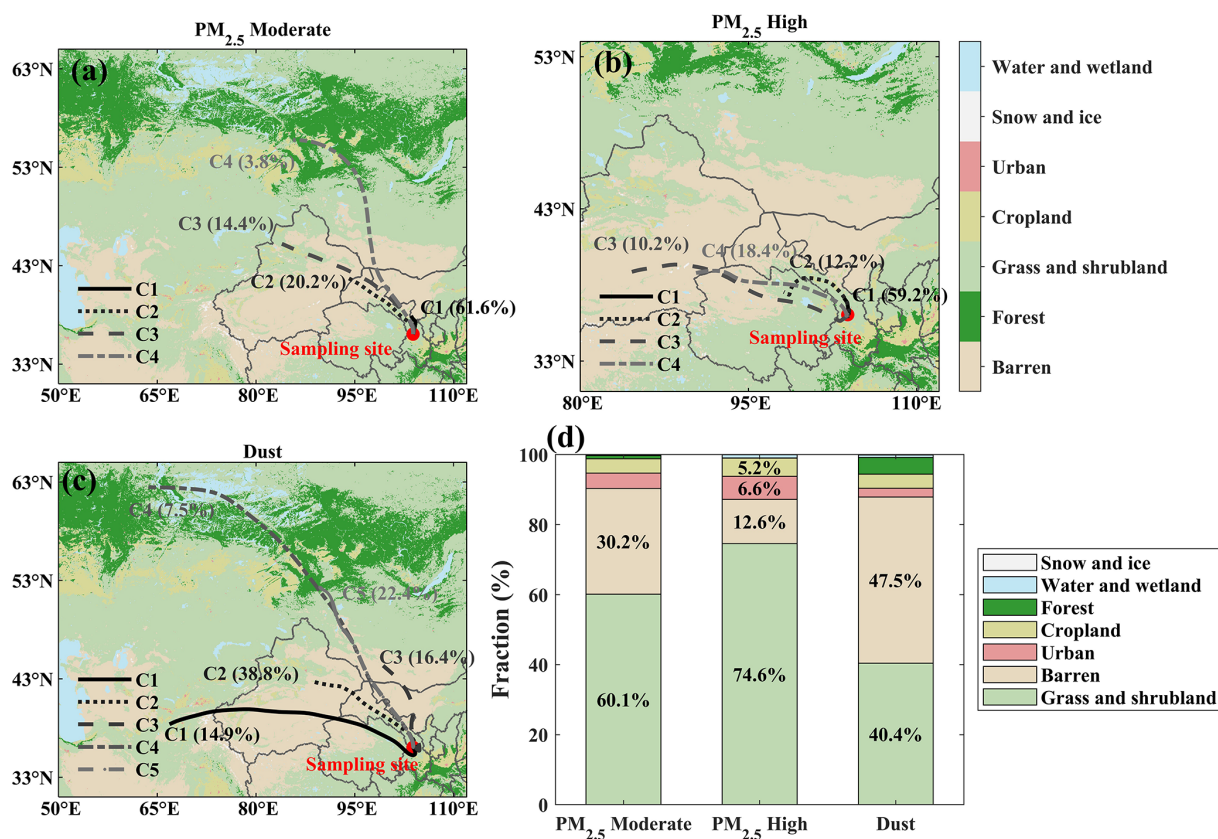 PM2.5 Moderate
(a)
63°N
53°N
43°N
33°N
50°E
65°E
80°E
95°E
110°E
C4 (3.8%)
C3 (14.4%)
C2 (20.2%)
C1 (61.6%)
C1
C2
C3
C4
Sampling site
PM2.5 High
(b)
53°N
43°N
33°N
80°E
95°E
110°E
C3 (10.2%)
C4 (18.4%)
C2 (12.2%)
C1 (59.2%)
C1
C2
C3
C4
Sampling site
Water and wetland
Snow and ice
Urban
Cropland
Grass and shrubland
Forest
Barren
Dust
(c)
63°N
53°N
43°N
33°N
50°E
65°E
80°E
95°E
110°E
C4 (7.5%)
C5 (22.4%)
C3 (16.4%)
C2 (38.8%)
C1 (14.9%)
C1
C2
C3
C4
C5
Sampling site
(d)
Fraction (%)
100
80
60
40
20
0
30.2%
60.1%
5.2%
6.6%
12.6%
74.6%
47.5%
40.4%
PM2.5 Moderate
PM2.5 High
Dust
Snow and ice
Water and wetland
Forest
Cropland
Urban
Barren
Grass and shrubland